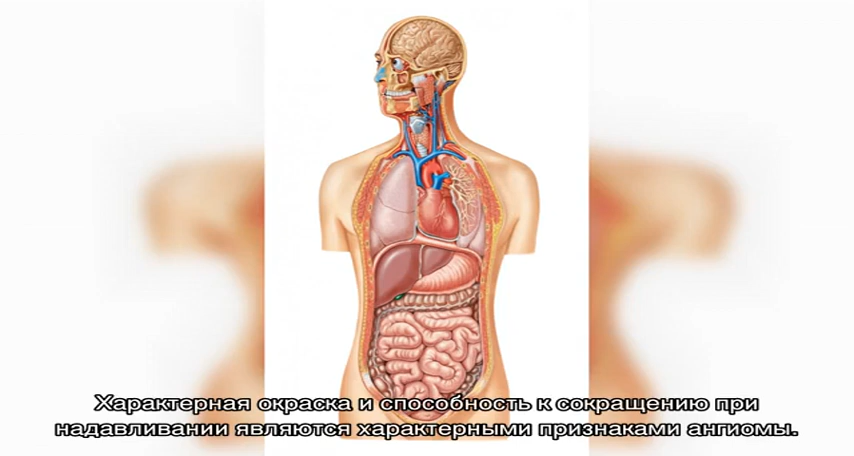 Характерная окраска и способность к сокращению при
надавливании являются характерными признаками ангиомы.